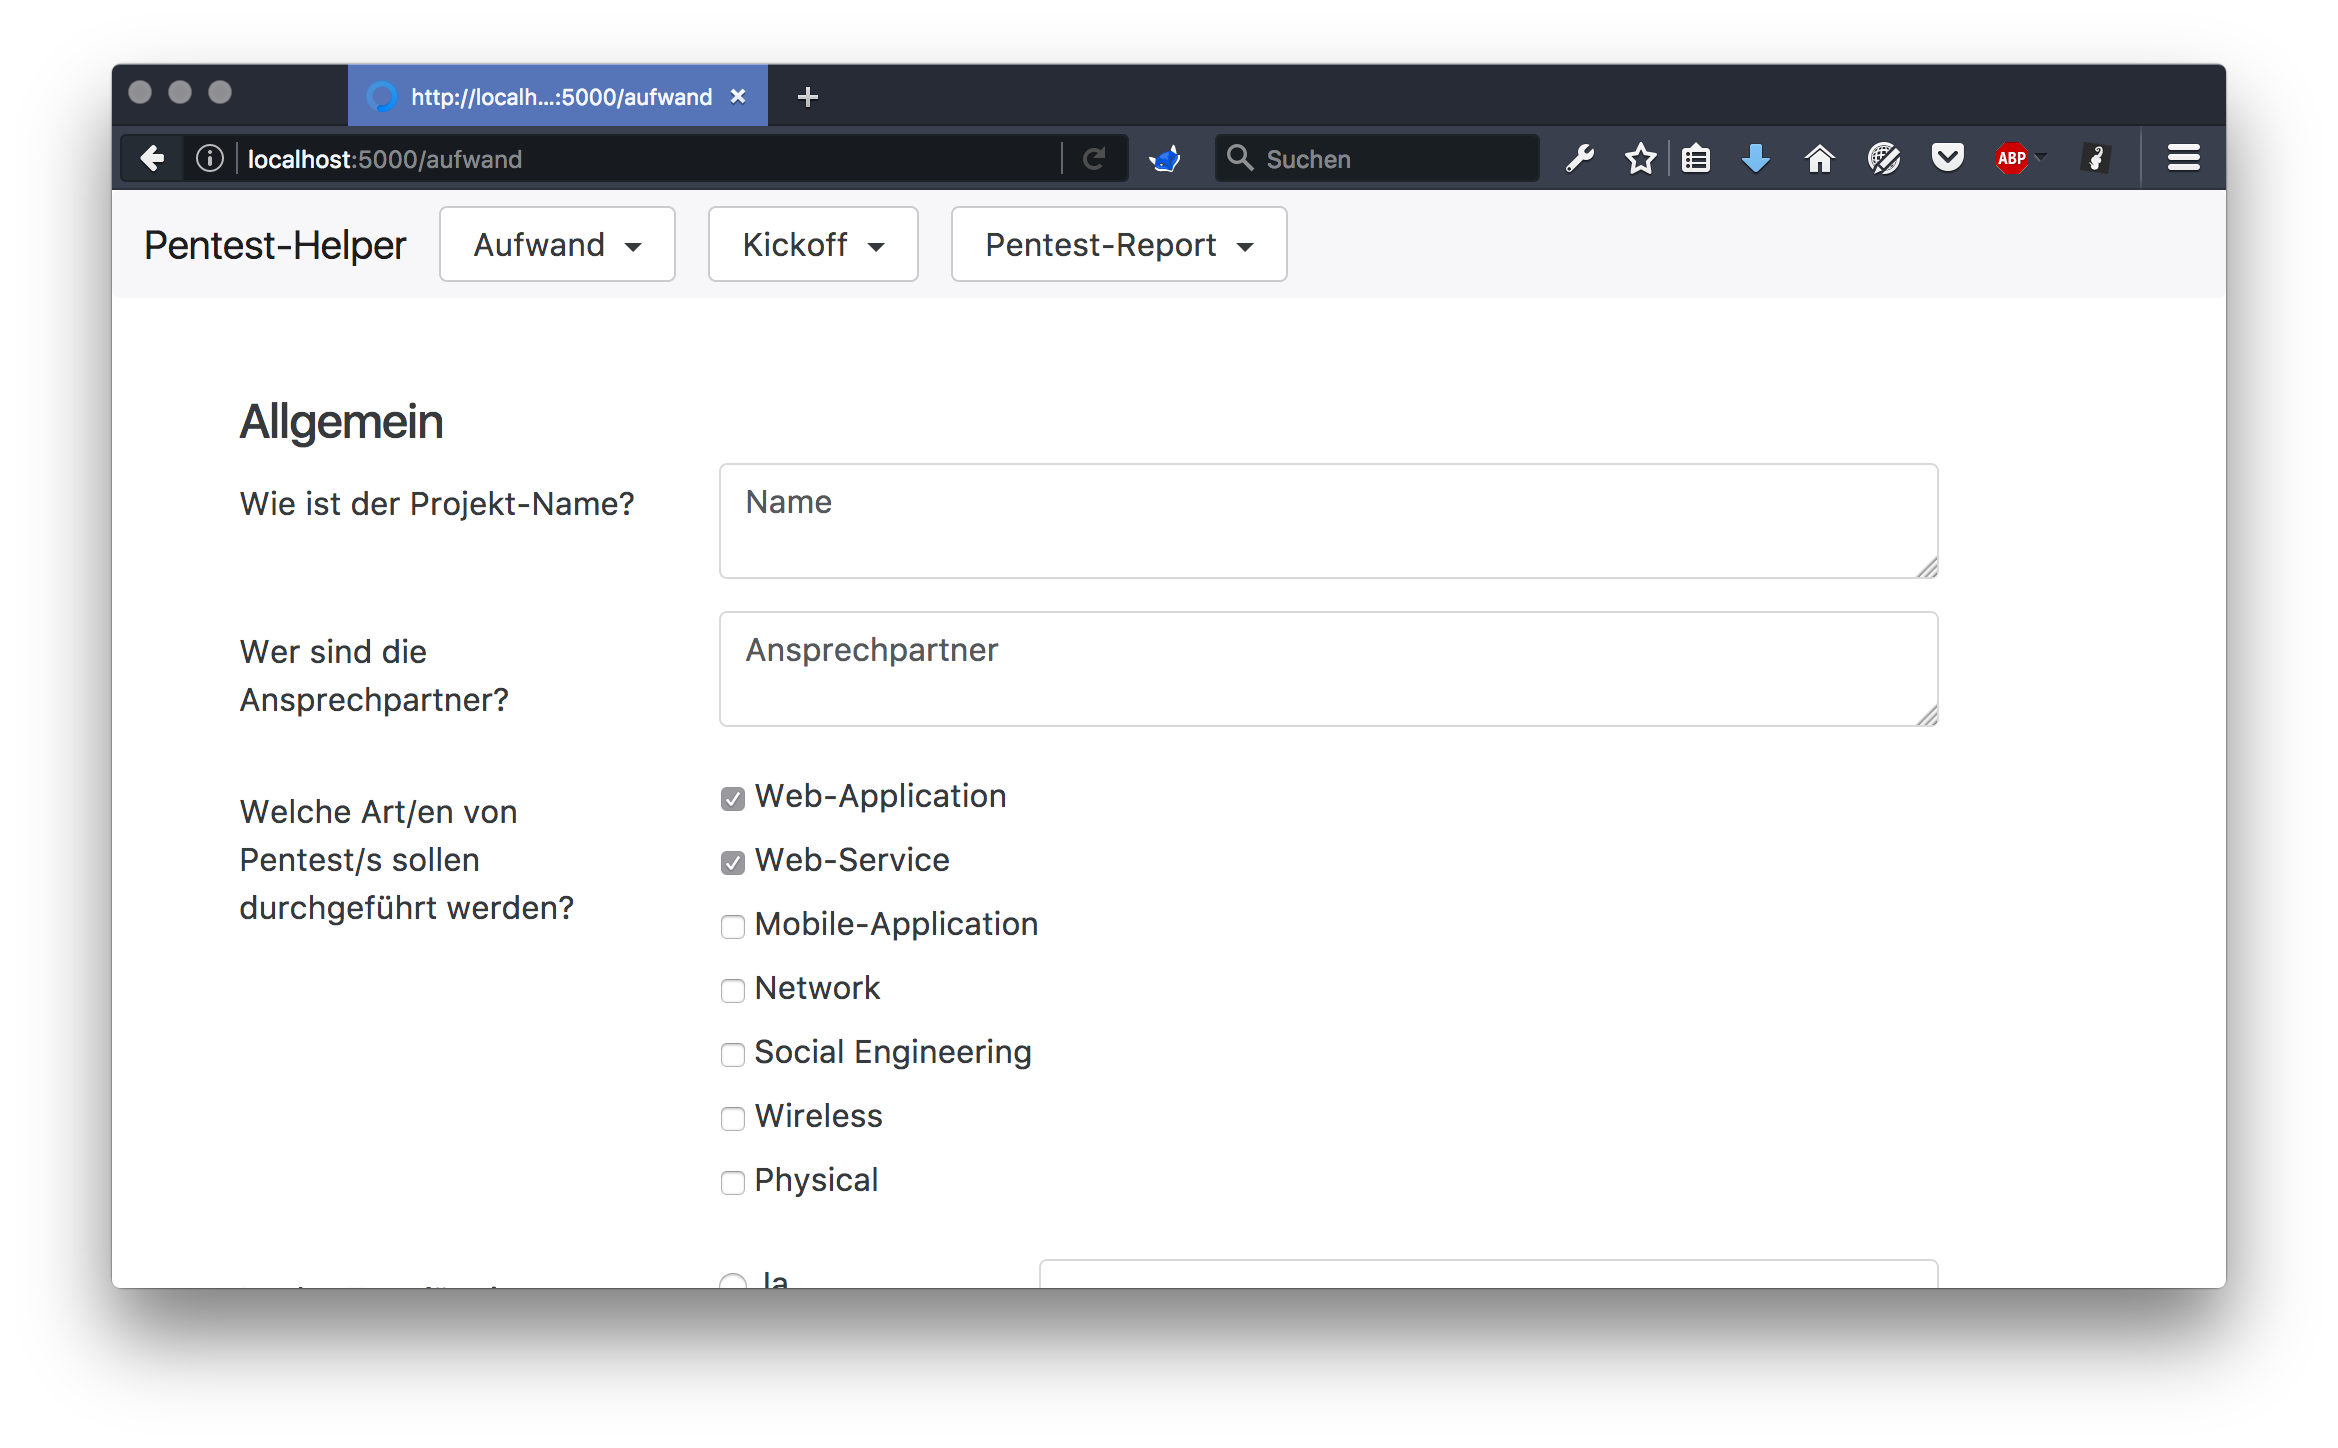 http://localh...:5000/aufwand
localhost:5000/aufwand
Suchen
ABP
Pentest-Helper
Aufwand
Kickoff
Pentest-Report
Allgemein
Wie ist der Projekt-Name?
Name
Wer sind die
Ansprechpartner?
Ansprechpartner
Welche Art/en von
Pentest/s sollen
durchgeführt werden?
Web-Application
Web-Service
Mobile-Application
Network
Social Engineering
Wireless
Physical
Ja